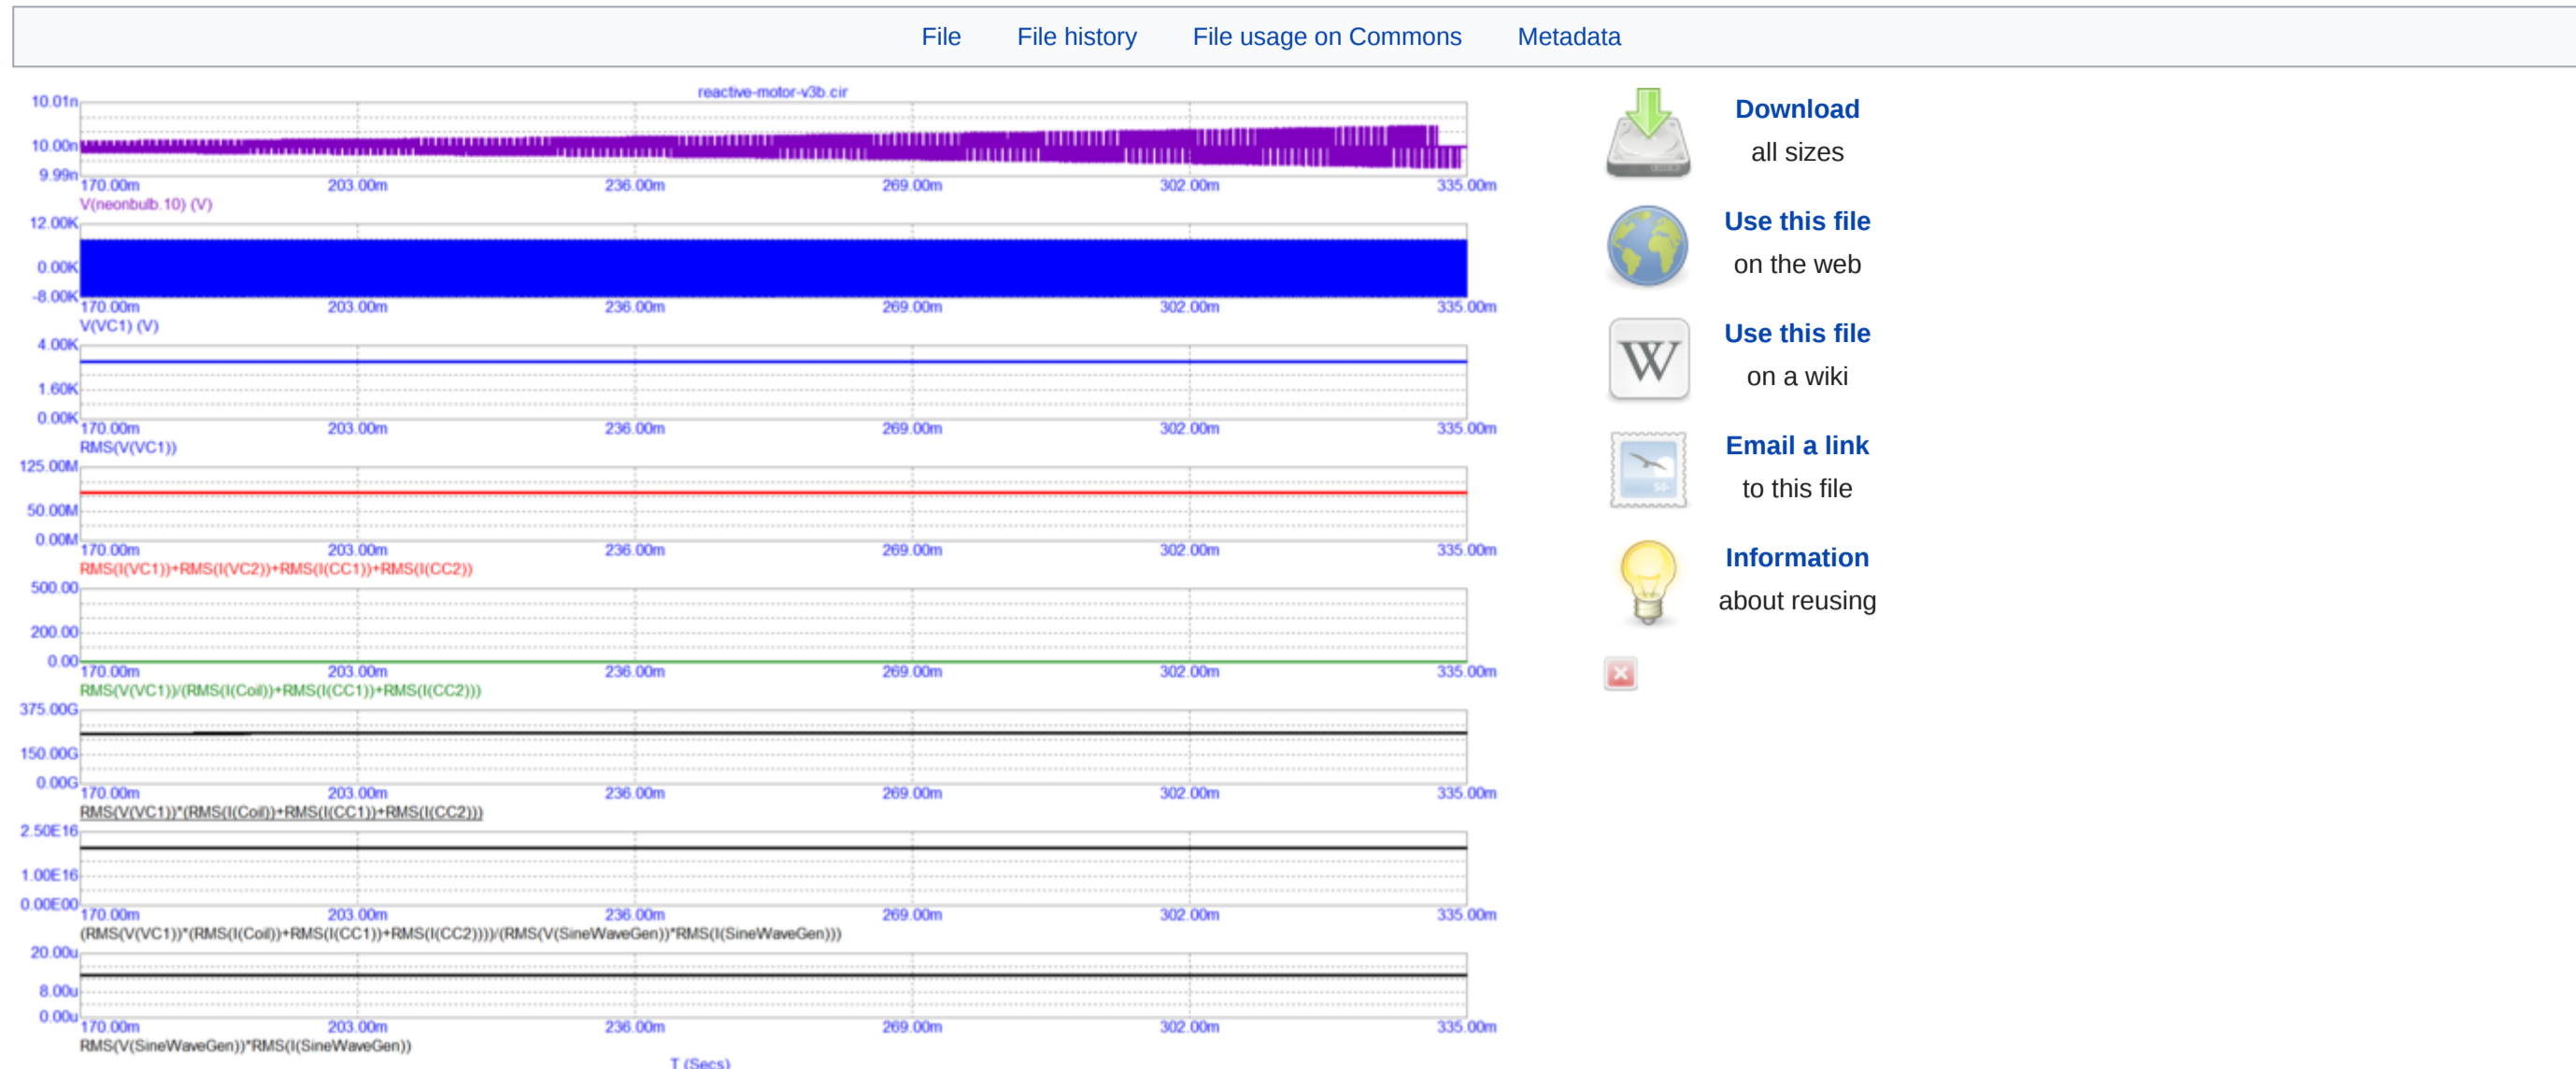 File File history File usage on Commons Metadata
reactive-motor-v3b.cir
10.01n
10.00n
9.99n
170.00m 203.00m 236.00m 269.00m 302.00m 335.00m
V(neonbulb.10) (V)
12.00K
0.00K
-8.00K
170.00m 203.00m 236.00m 269.00m 302.00m 335.00m
V(VC1) (V)
4.00K
1.60K
0.00K
170.00m 203.00m 236.00m 269.00m 302.00m 335.00m
RMS(V(VC1))
125.00M
50.00M
0.00M
170.00m 203.00m 236.00m 269.00m 302.00m 335.00m
RMS(I(VC1))+RMS(I(VC2))+RMS(I(CC1))+RMS(I(CC2))
500.00
200.00
0.00
170.00m 203.00m 236.00m 269.00m 302.00m 335.00m
RMS(V(VC1))/(RMS(I(Coil))+RMS(I(CC1))+RMS(I(CC2)))
375.00G
150.00G
0.00G
170.00m 203.00m 236.00m 269.00m 302.00m 335.00m
RMS(V(VC1))*(RMS(I(Coil))+RMS(I(CC1))+RMS(I(CC2)))
2.50E16
1.00E16
0.00E00
170.00m 203.00m 236.00m 269.00m 302.00m 335.00m
(RMS(V(VC1))*(RMS(I(Coil))+RMS(I(CC1))+RMS(I(CC2))))/(RMS(V(SineWaveGen))*RMS(I(SineWaveGen)))
20.00u
8.00u
0.00u
170.00m 203.00m 236.00m 269.00m 302.00m 335.00m
RMS(V(SineWaveGen))*RMS(I(SineWaveGen))
T (Secs)
Download
all sizes
Use this file
on the web
W
Use this file
on a wiki
50-
Email a link
to this file
Information
about reusing